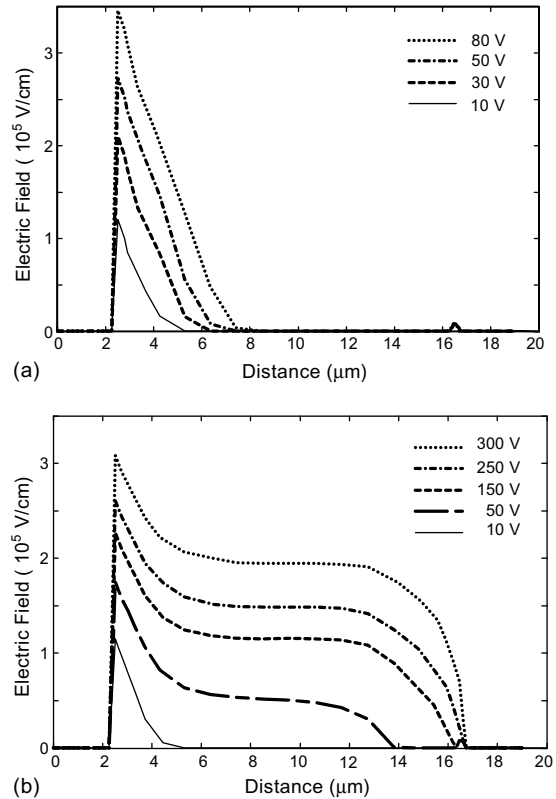 3
2
1
0
Electric Field ( 10⁵ V/cm)
80 V
50 V
30 V
10 V
0 2 4 6 8 10 12 14 16 18 20
(a)
Distance (μm)
3
2
1
0
Electric Field ( 10⁵ V/cm)
300 V
250 V
150 V
50 V
10 V
0 2 4 6 8 10 12 14 16 18 20
(b)
Distance (μm)